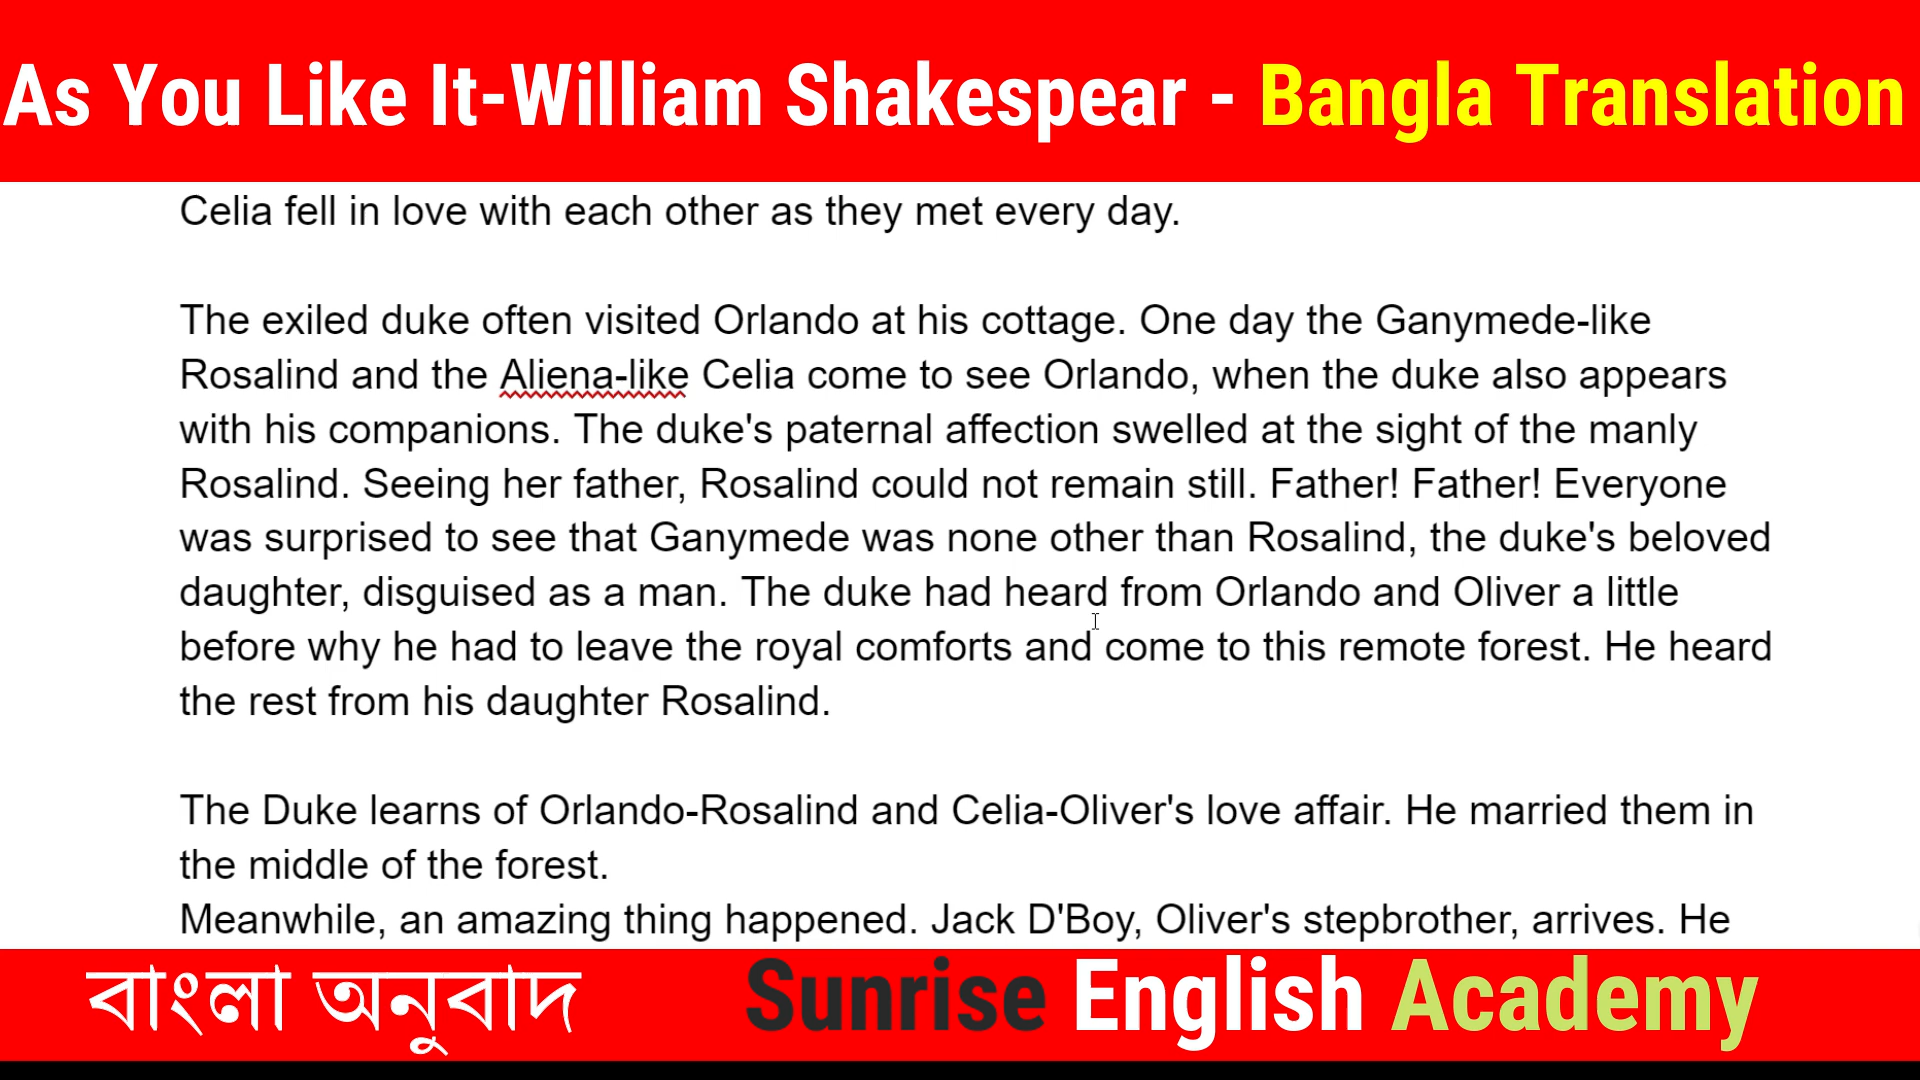 As You Like It-William Shakespear - Bangla Translation
Celia fell in love with each other as they met every day.
The exiled duke often visited Orlando at his cottage. One day the Ganymede-like
Rosalind and the Aliena-like Celia come to see Orlando, when the duke also appears
with his companions. The duke's paternal affection swelled at the sight of the manly
Rosalind. Seeing her father, Rosalind could not remain still. Father! Father! Everyone
was surprised to see that Ganymede was none other than Rosalind, the duke's beloved
daughter, disguised as a man. The duke had heard from Orlando and Oliver a little
before why he had to leave the royal comforts and come to this remote forest. He heard
the rest from his daughter Rosalind.
The Duke learns of Orlando-Rosalind and Celia-Oliver's love affair. He married them in
the middle of the forest.
Meanwhile, an amazing thing happened. Jack D'Boy, Oliver's stepbrother, arrives. He
বাংলা অনুবাদ Sunrise English Academy